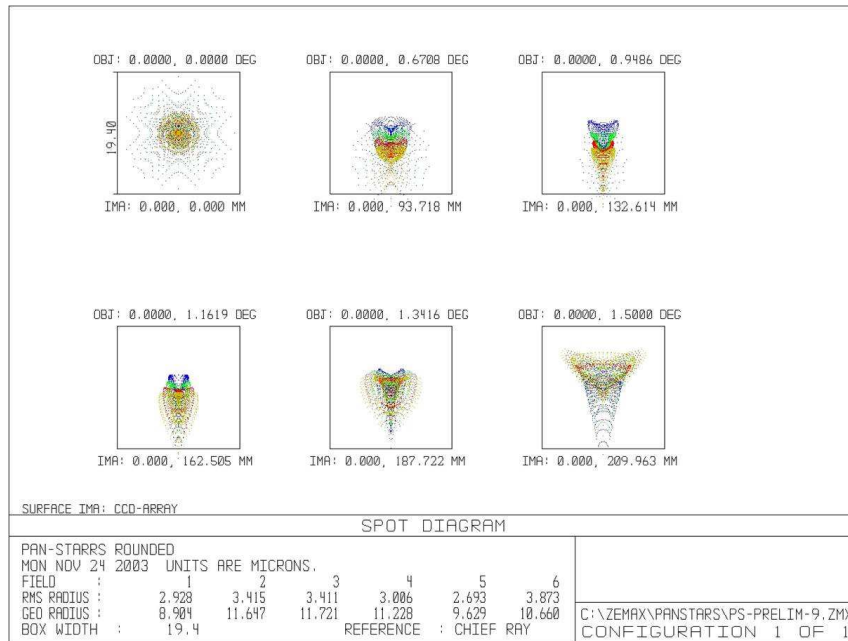 OBJ: 0.0000, 0.0000 DEG
OBJ: 0.0000, 0.6708 DEG
OBJ: 0.0000, 0.9486 DEG
19.40
IMA: 0.000, 0.000 MM
IMA: 0.000, 93.718 MM
IMA: 0.000, 132.614 MM
OBJ: 0.0000, 1.1619 DEG
OBJ: 0.0000, 1.3416 DEG
OBJ: 0.0000, 1.5000 DEG
IMA: 0.000, 162.505 MM
IMA: 0.000, 187.722 MM
IMA: 0.000, 209.963 MM
SURFACE IMA: CCD-ARRAY
SPOT DIAGRAM
PAN-STARRS ROUNDED
MON NOV 24 2003 UNITS ARE MICRONS.
FIELD : 1 2 3 4 5 6
RMS RADIUS : 2.928 3.415 3.411 3.006 2.693 3.873
GEO RADIUS : 8.904 11.647 11.721 11.228 9.629 10.660
BOX WIDTH : 19.4 REFERENCE : CHIEF RAY
C:\ZEMAX\PANSTARS\PS-PRELIM-9.ZMX
CONFIGURATION 1 OF 1